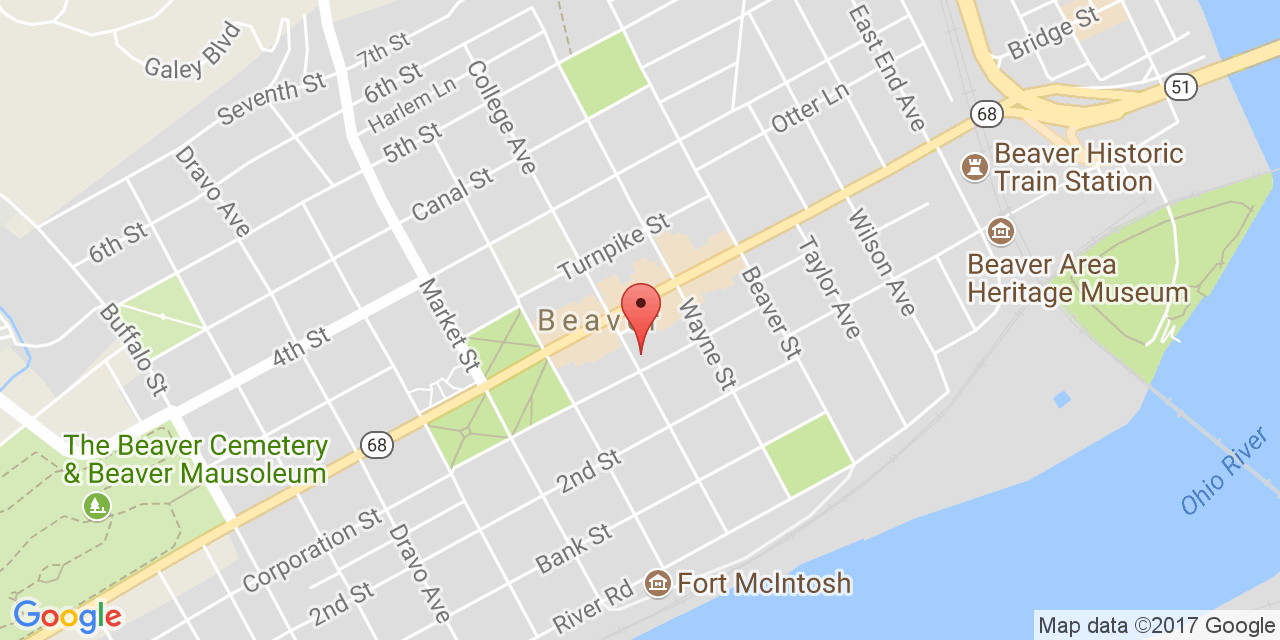 Galey Blvd
7th St
6th St
Harlem Ln
5th St
Seventh St
College Ave
East End Ave
Bridge St
51
68
Otter Ln
Beaver Historic
Train Station
Dravo Ave
Canal St
6th St
Turnpike St
Wilson Ave
Taylor Ave
Beaver St
Beaver Area
Heritage Museum
Buffalo St
Market St
4th St
Beaver
Wayne St
The Beaver Cemetery
& Beaver Mausoleum
68
2nd St
Ohio River
Corporation St
Dravo Ave
Bank St
2nd St
River Rd
Fort McIntosh
Google
Map data ©2017 Google